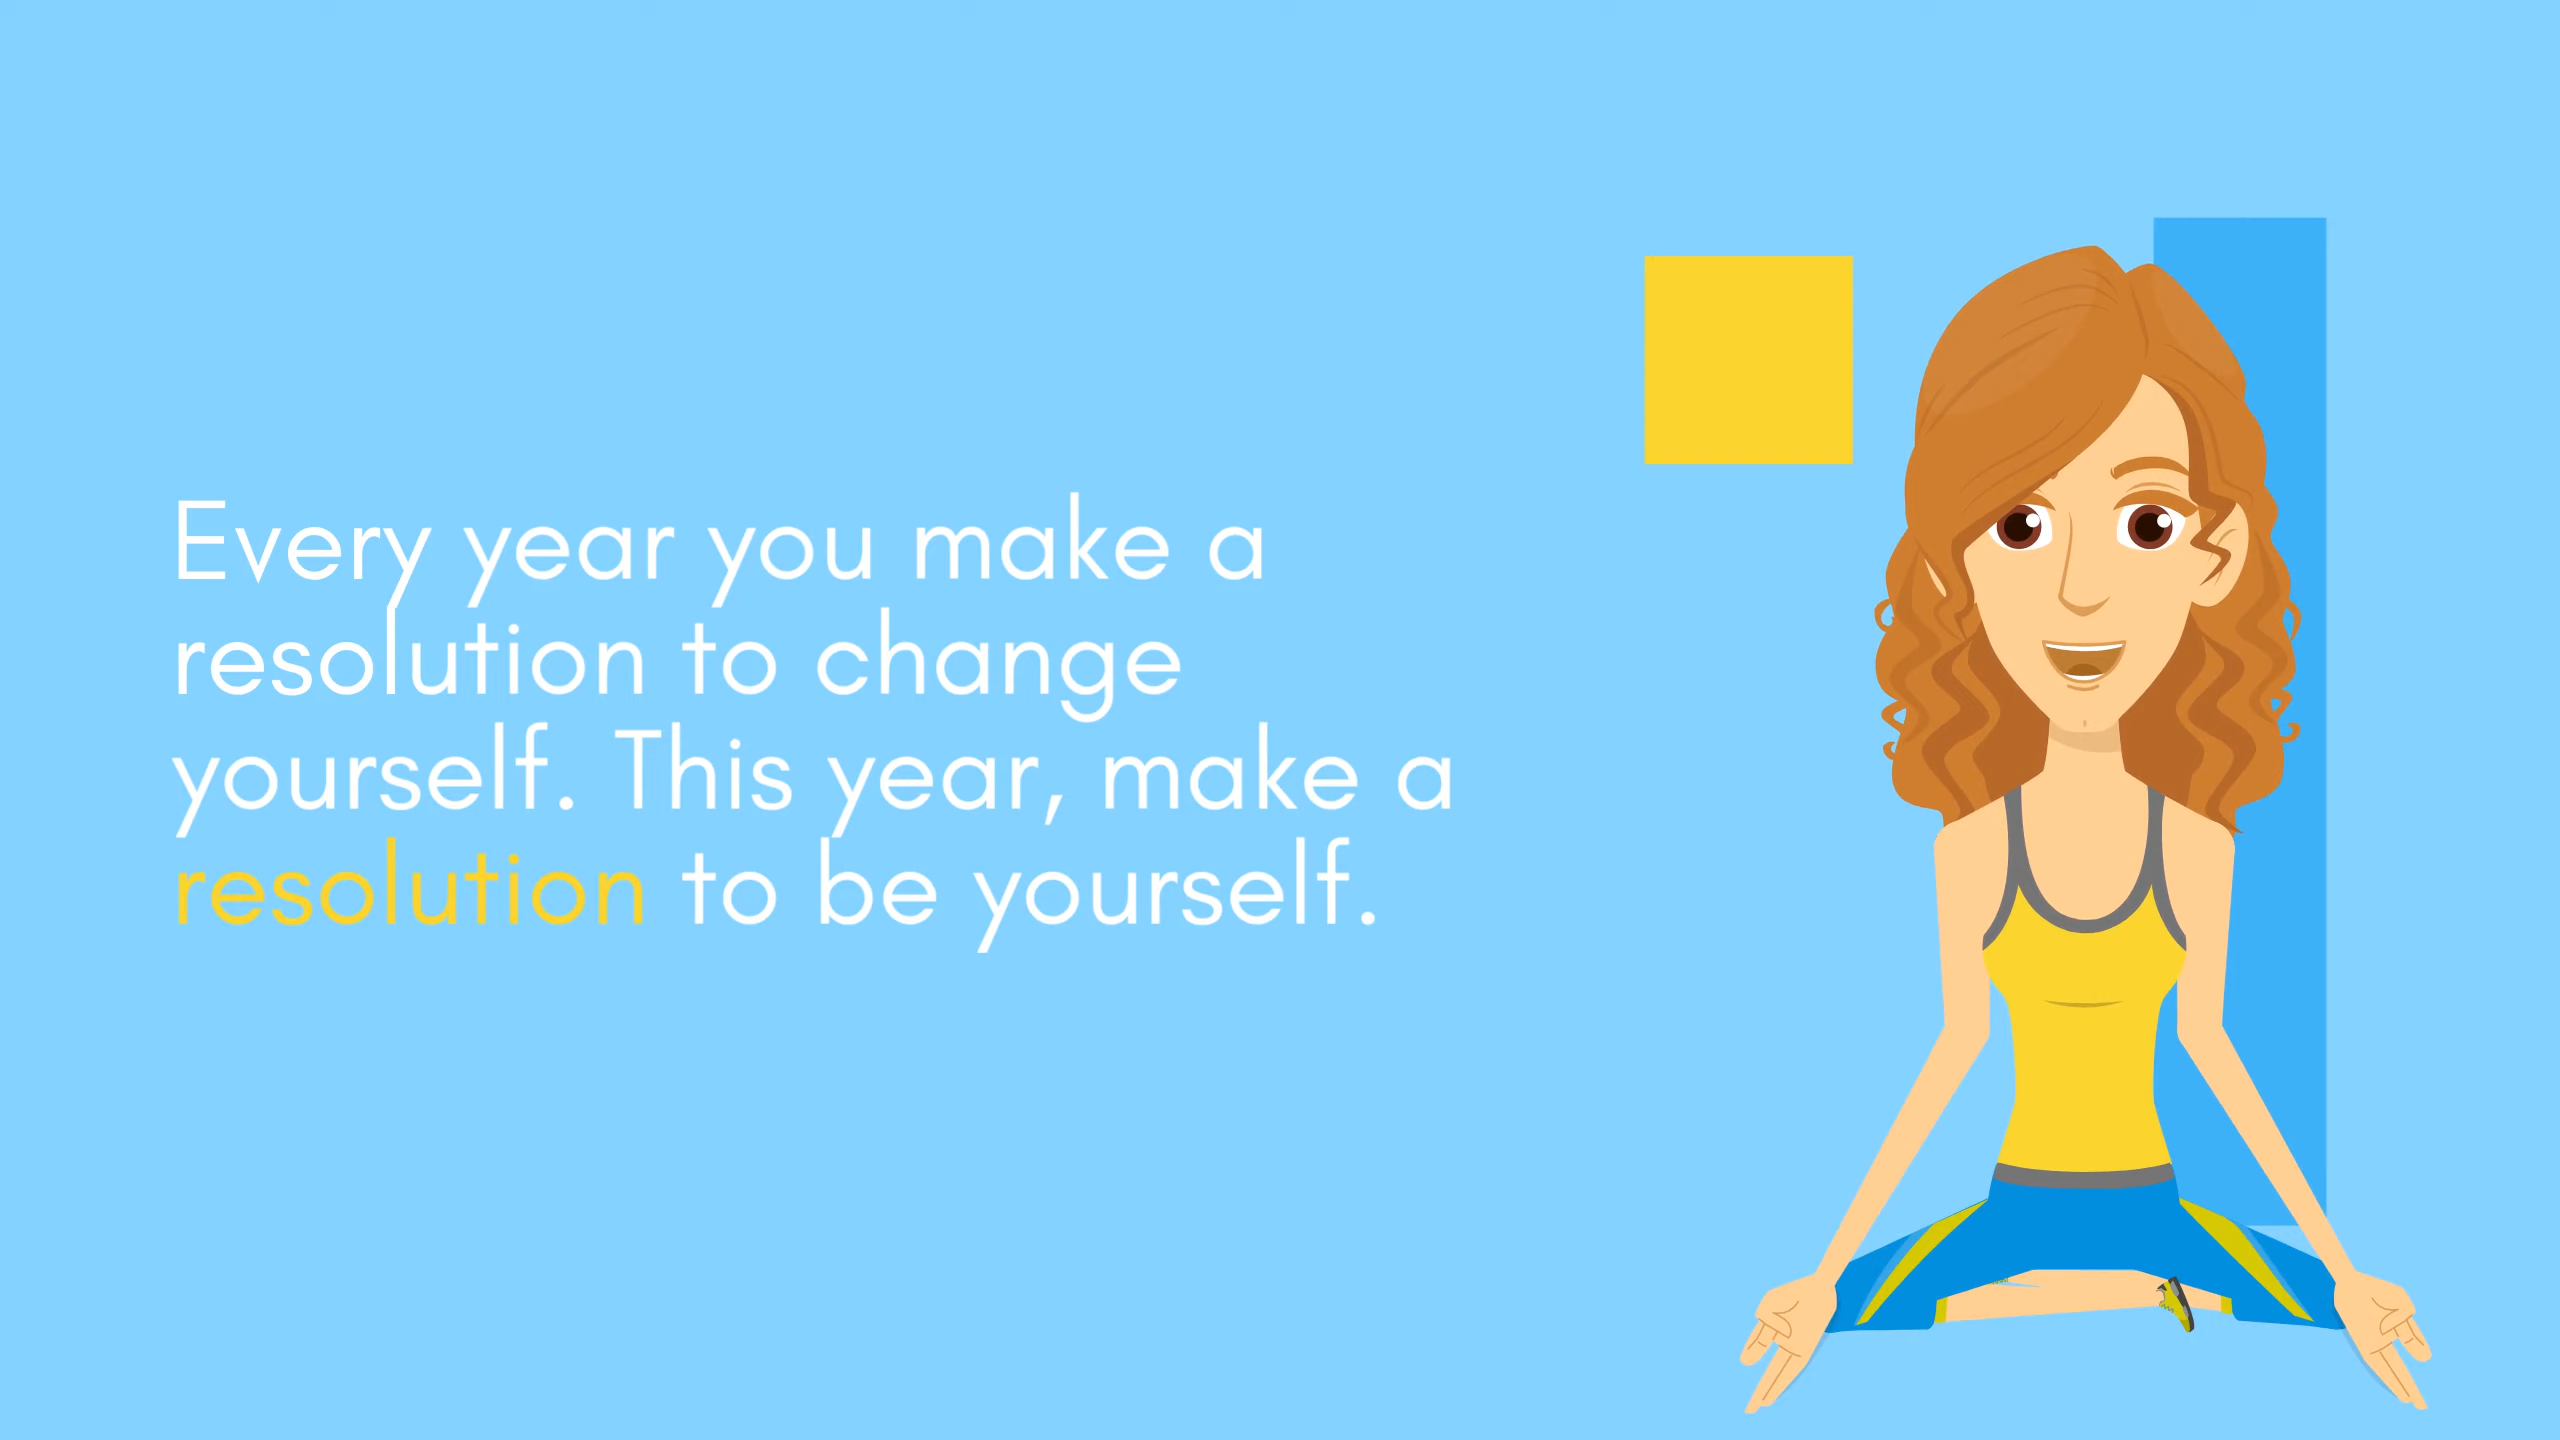 Every year you make a
resolution to change
yourself. This year, make a
resolution to be yourself.